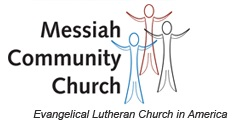 Messiah
Community
Church
Evangelical Lutheran Church in America